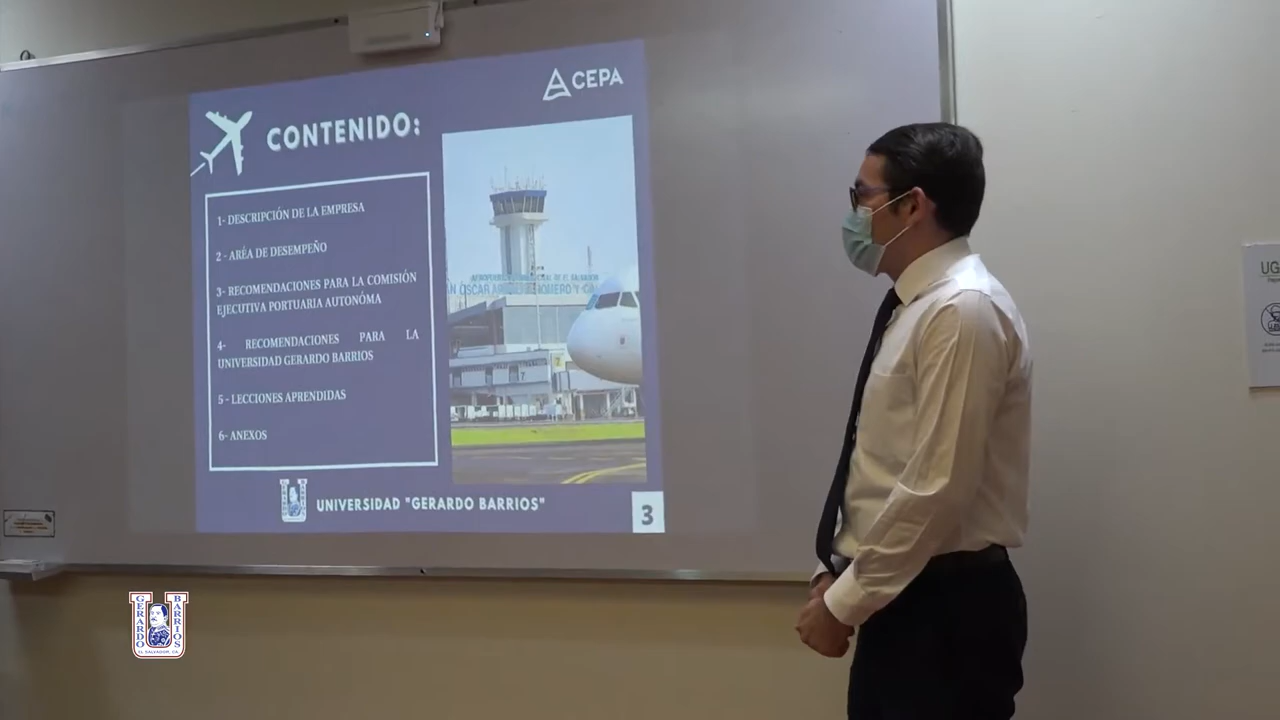 CEPA
CONTENIDO:
1- DESCRIPCIÓN DE LA EMPRESA
2 - ARÉA DE DESEMPEÑO
3- RECOMENDACIONES PARA LA COMISIÓN
EJECUTIVA PORTUARIA AUTONÓMA
4- RECOMENDACIONES PARA LA
UNIVERSIDAD GERARDO BARRIOS
5 - LECCIONES APRENDIDAS
6- ANEXOS
UNIVERSIDAD "GERARDO BARRIOS"
3
UG
GERARDO
BARRIOS
EL SALVADOR, CA.